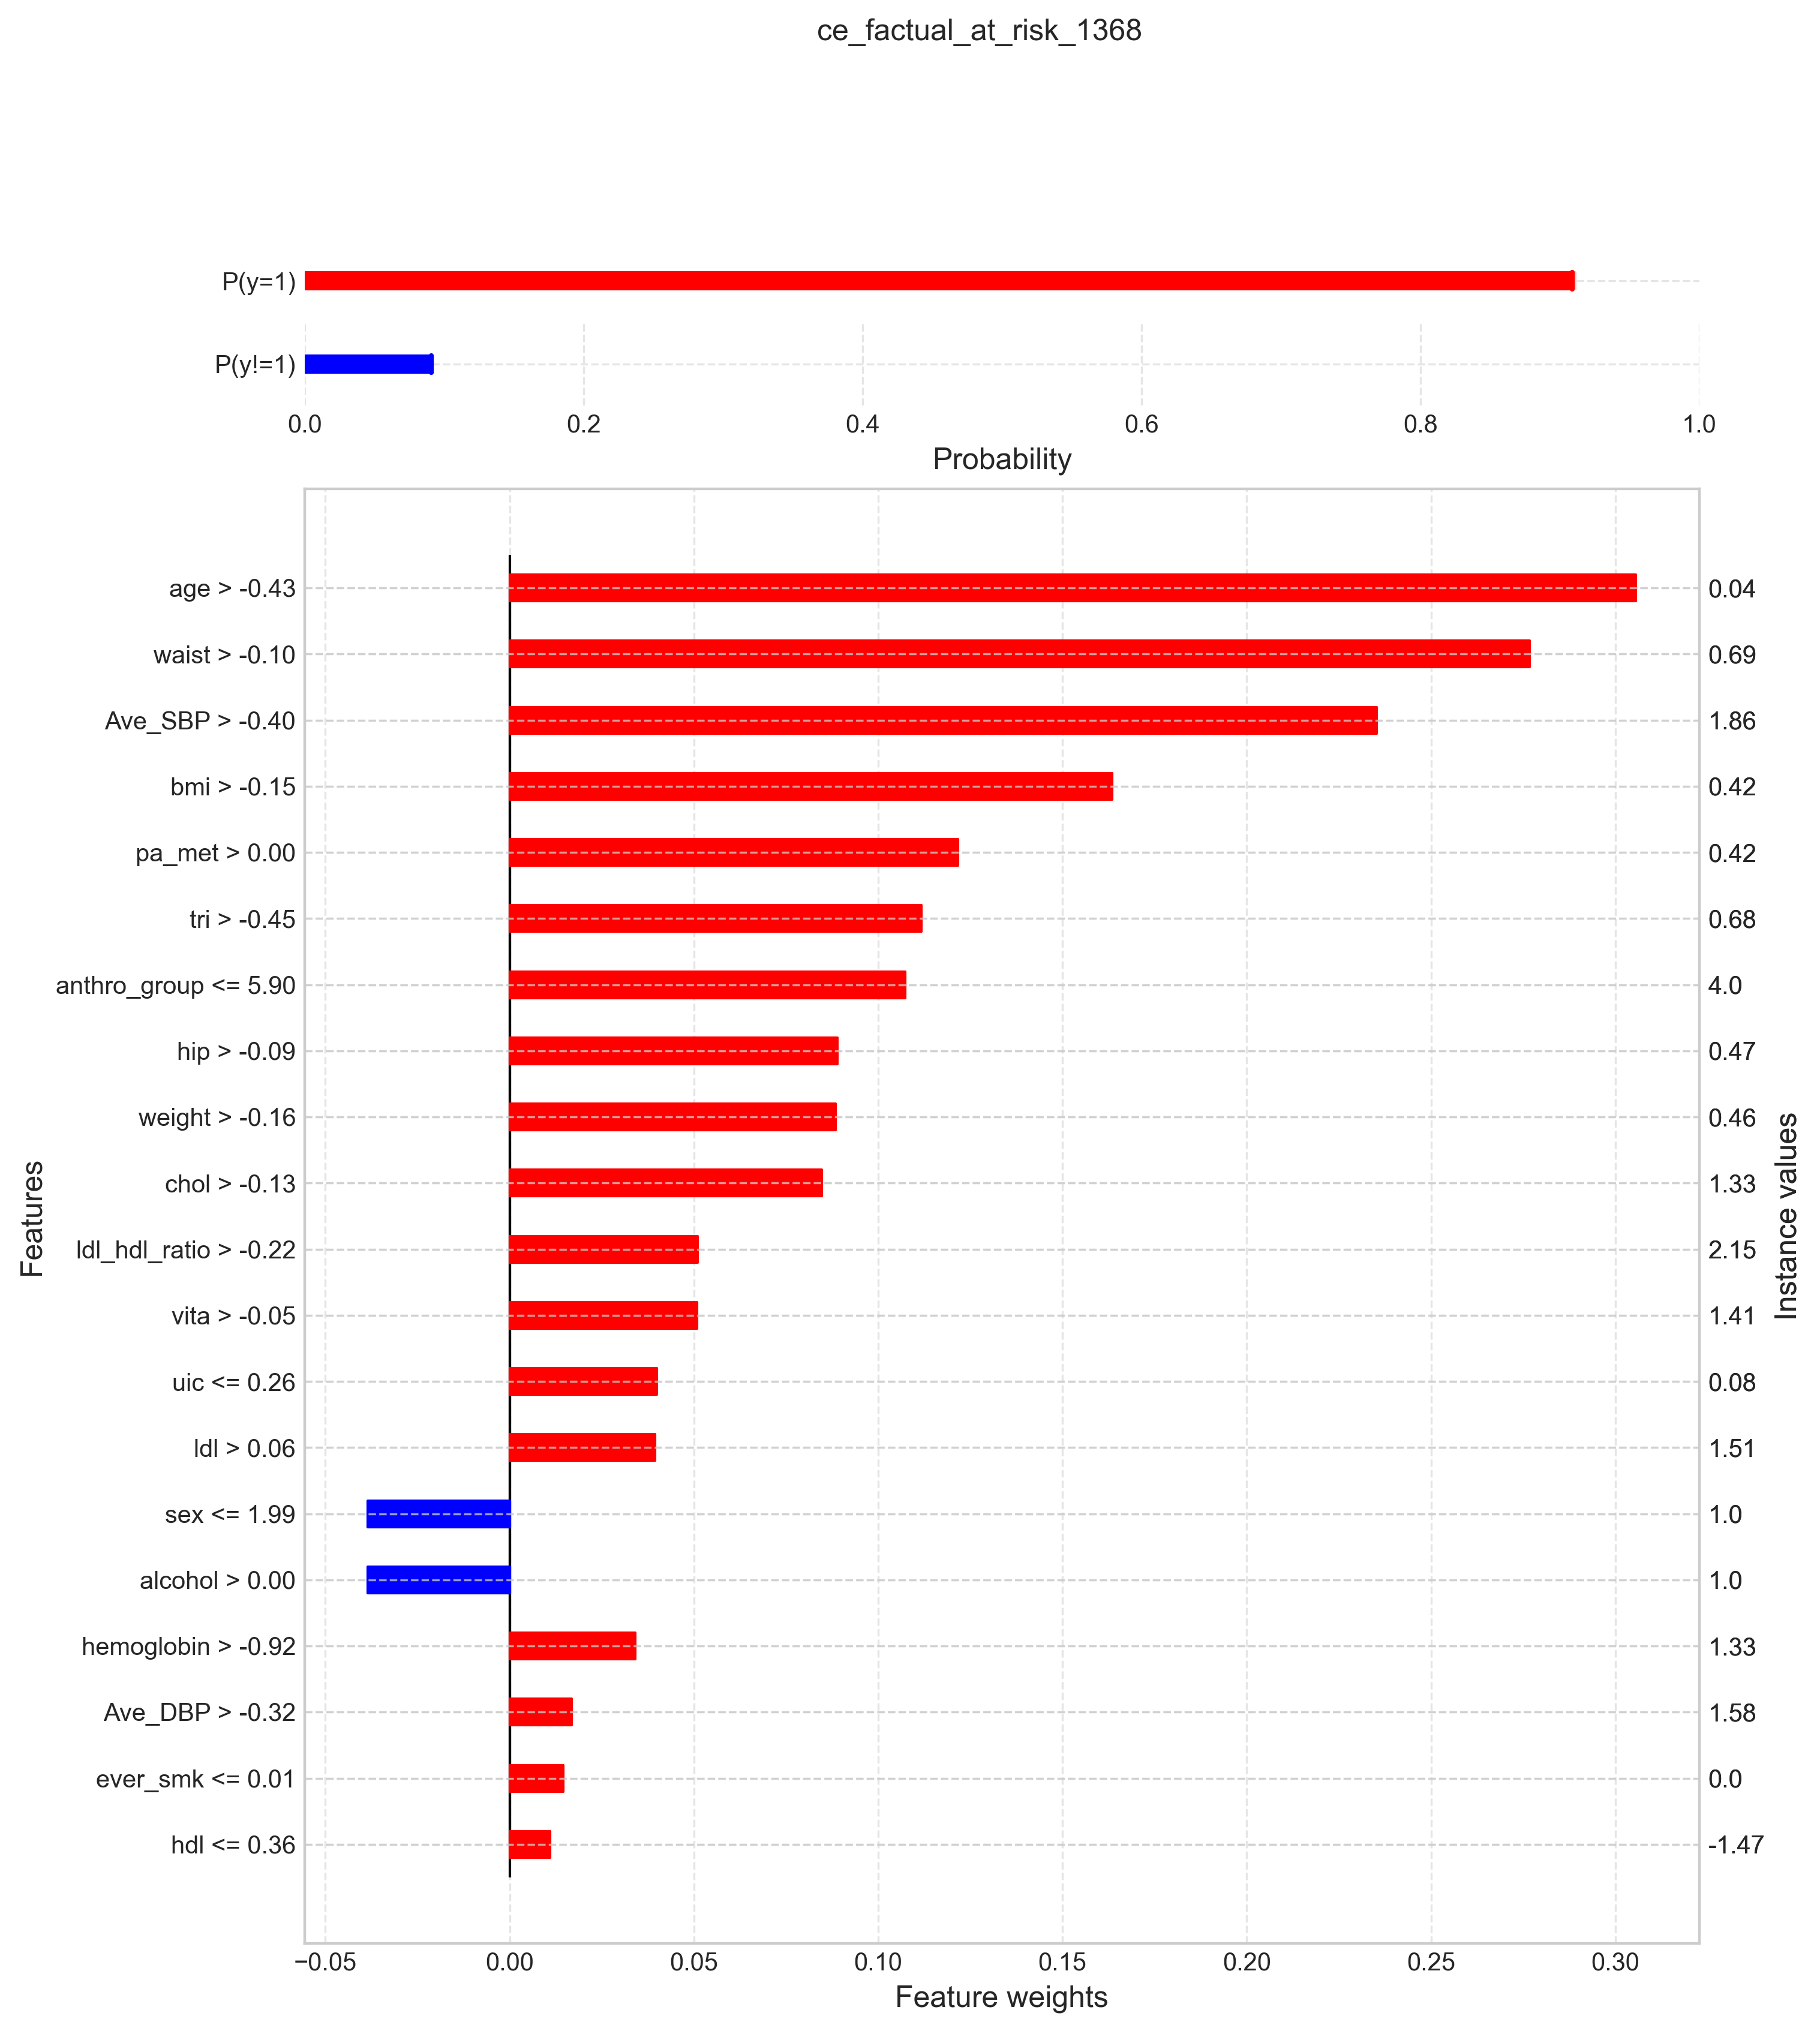 ce_factual_at_risk_1368
P(y=1)
P(y!=1)
0.0 0.2 0.4 0.6 0.8 1.0
Probability
age > -0.43 0.04
waist > -0.10 0.69
Ave_SBP > -0.40 1.86
bmi > -0.15 0.42
pa_met > 0.00 0.42
tri > -0.45 0.68
anthro_group <= 5.90 4.0
hip > -0.09 0.47
weight > -0.16 0.46
chol > -0.13 1.33
ldl_hdl_ratio > -0.22 2.15
vita > -0.05 1.41
uic <= 0.26 0.08
ldl > 0.06 1.51
sex <= 1.99 1.0
alcohol > 0.00 1.0
hemoglobin > -0.92 1.33
Ave_DBP > -0.32 1.58
ever_smk <= 0.01 0.0
hdl <= 0.36 -1.47
Features
Instance values
−0.05 0.00 0.05 0.10 0.15 0.20 0.25 0.30
Feature weights